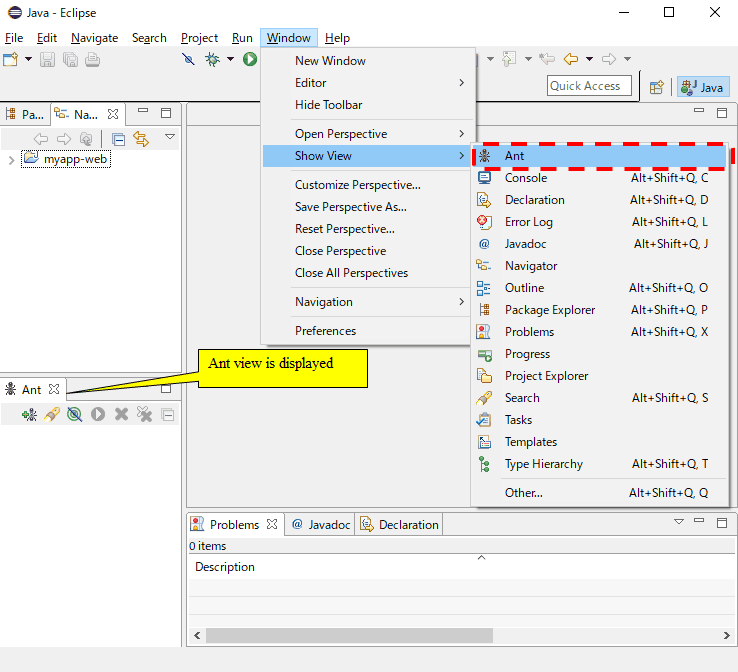 Java - Eclipse
File Edit Navigate Search Project Run Window Help
Quick Access
Java
Pa...
Na...
myapp-web
New Window
Editor
Hide Toolbar
Open Perspective
Show View
Customize Perspective...
Save Perspective As...
Reset Perspective...
Close Perspective
Close All Perspectives
Navigation
Preferences
Ant
Console Alt+Shift+Q, C
Declaration Alt+Shift+Q, D
Error Log Alt+Shift+Q, L
Javadoc Alt+Shift+Q, J
Navigator
Outline Alt+Shift+Q, O
Package Explorer Alt+Shift+Q, P
Problems Alt+Shift+Q, X
Progress
Project Explorer
Search Alt+Shift+Q, S
Tasks
Templates
Type Hierarchy Alt+Shift+Q, T
Other... Alt+Shift+Q, Q
Ant view is displayed
Ant
Problems
@ Javadoc
Declaration
0 items
Description